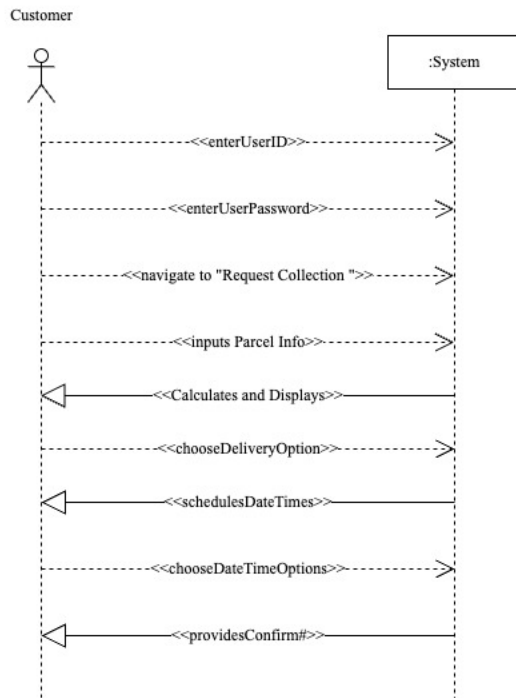 Customer
:System
<<enterUserID>>
<<enterUserPassword>>
<<navigate to "Request Collection ">>
<<inputs Parcel Info>>
<<Calculates and Displays>>
<<chooseDeliveryOption>
<<schedulesDateTimes>>
<<chooseDateTimeOptions>>
<<providesConfirm#>>